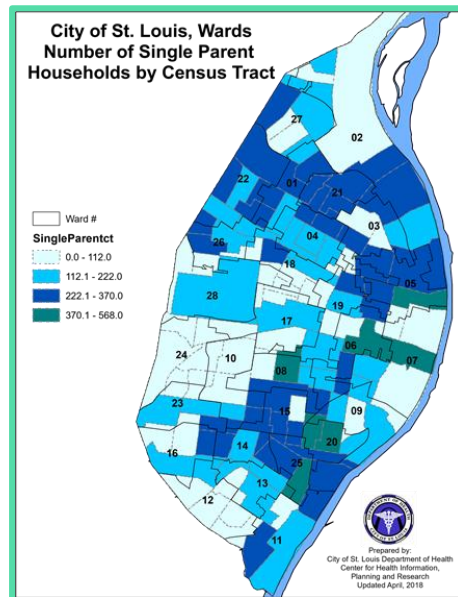 City of St. Louis, Wards
Number of Single Parent
Households by Census Tract
27
02
22
01
21
03
04
26
18
05
28
19
17
06
24
10
07
08
23
15
09
20
16
14
25
13
12
11
Ward #
SingleParentct
0.0 - 112.0
112.1 - 222.0
222.1 - 370.0
370.1 - 568.0
Prepared by:
City of St. Louis Department of Health
Center for Health Information,
Planning and Research
Updated April, 2018